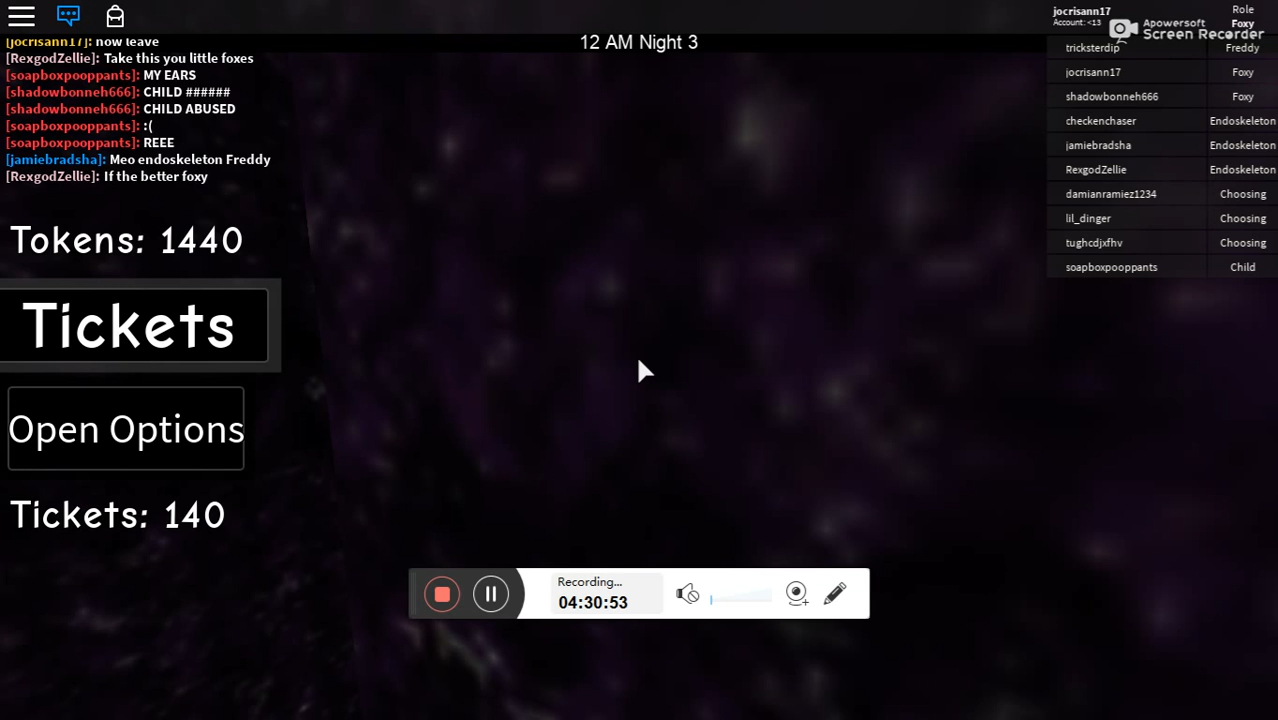 jocrisann17
Account: <13
Role
Foxy
Apowersoft
Screen Recorder
12 AM Night 3
[jocrisann17]: now leave
[RexgodZellie]: Take this you little foxes
[soapboxpooppants]: MY EARS
[shadowbonneh666]: CHILD ######
[shadowbonneh666]: CHILD ABUSED
[soapboxpooppants]: :(
[soapboxpooppants]: REEE
[jamiebradsha]: Meo endoskeleton Freddy
[RexgodZellie]: If the better foxy
tricksterdip Freddy
jocrisann17 Foxy
shadowbonneh666 Foxy
checkenchaser Endoskeleton
jamiebradsha Endoskeleton
RexgodZellie Endoskeleton
damianramiez1234 Choosing
lil_dinger Choosing
tughcdjxfhv Choosing
soapboxpooppants Child
Tokens: 1440
Tickets
Open Options
Tickets: 140
Recording...
04:30:53